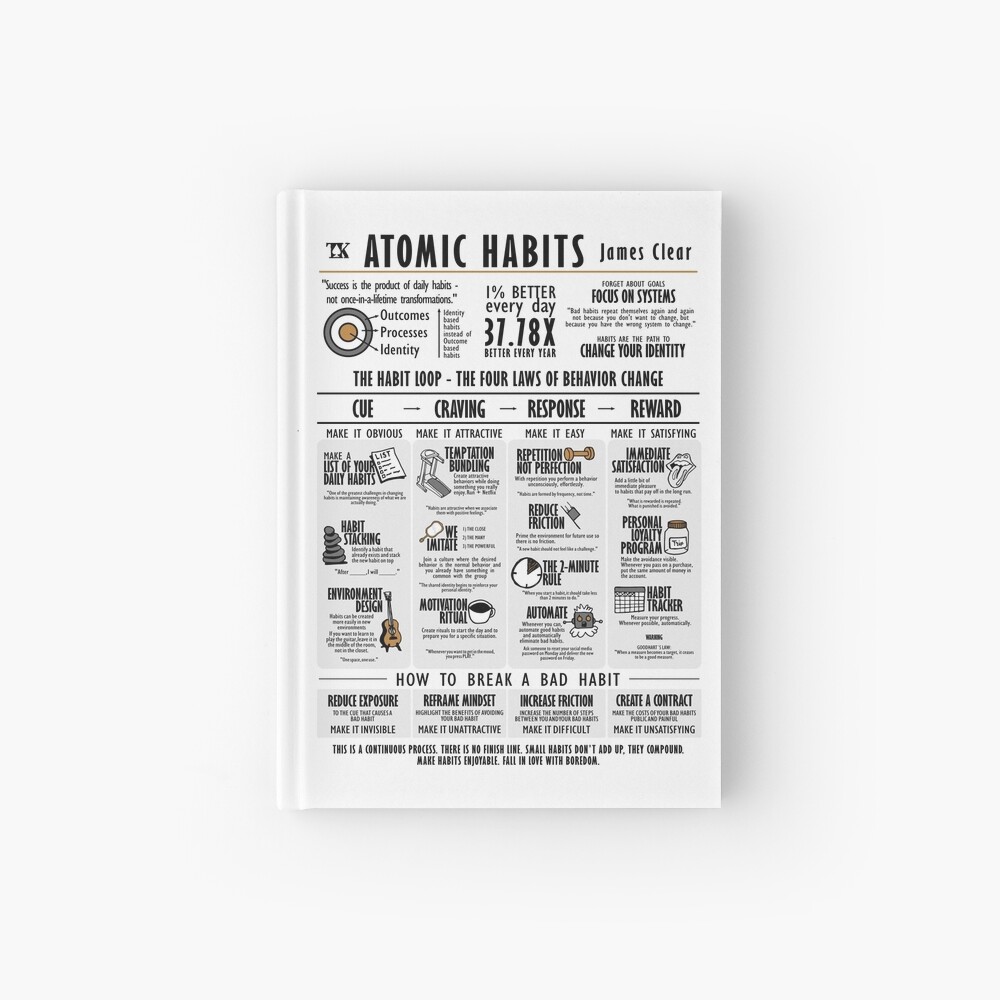 TK ATOMIC HABITS James Clear
"Success is the product of daily habits -
not once-in-a-lifetime transformations."
Outcomes
Processes
Identity
Identity
based
habits
instead of
Outcome
based
habits
1% BETTER
every day
37.78X
BETTER EVERY YEAR
FORGET ABOUT GOALS
FOCUS ON SYSTEMS
"Bad habits repeat themselves again and again
not because you don't want to change, but
because you have the wrong system to change."
HABITS ARE THE PATH TO
CHANGE YOUR IDENTITY
THE HABIT LOOP - THE FOUR LAWS OF BEHAVIOR CHANGE
CUE → CRAVING → RESPONSE → REWARD
MAKE IT OBVIOUS MAKE IT ATTRACTIVE MAKE IT EASY MAKE IT SATISFYING
MAKE A
LIST OF YOUR
DAILY HABITS
LIST
"One of the greatest challenges in changing
habits is maintaining awareness of what we are
actually doing."
HABIT
STACKING
Identify a habit that
already exists and stack
the new habit on top
"After _____, I will _____."
ENVIRONMENT
DESIGN
Habits can be created
more easily in new
environments.
If you want to learn to
play the guitar, leave it in
the middle of the room,
not in the closet.
"One space, one use."
TEMPTATION
BUNDLING
Create attractive
behaviors while doing
something you really
enjoy. Run + Netflix
"Habits are attractive when we associate
them with positive feelings."
WE
IMITATE
1) THE CLOSE
2) THE MANY
3) THE POWERFUL
Join a culture where the desired
behavior is the normal behavior and
you already have something in
common with the group
"The shared identity begins to reinforce your
personal identity."
MOTIVATION
RITUAL
Create rituals to start the day and to
prepare you for a specific situation.
"Whenever you want to get in the mood,
you press PLAY."
REPETITION
NOT PERFECTION
With repetition you perform a behavior
unconsciously, effortlessly.
"Habits are formed by frequency, not time."
REDUCE
FRICTION
Prime the environment for future use so
there is no friction.
"A new habit should not feel like a challenge."
THE 2-MINUTE
RULE
"When you start a habit, it should take less
than 2 minutes to do."
AUTOMATE
Whenever you can,
automate good habits
and automatically
eliminate bad habits.
Ask someone to reset your social media
password on Monday and deliver the new
password on Friday.
IMMEDIATE
SATISFACTION
Add a little bit of
immediate pleasure
to habits that pay off in the long run.
"What is rewarded is repeated.
What is punished is avoided."
PERSONAL
LOYALTY
PROGRAM
Trip
Make the avoidance visible.
Whenever you pass on a purchase,
put the same amount of money in
the account.
HABIT
TRACKER
Measure your progress.
Whenever possible, automatically.
WARNING
GOODHART'S LAW:
"When a measure becomes a target, it ceases
to be a good measure.
HOW TO BREAK A BAD HABIT
REDUCE EXPOSURE
TO THE CUE THAT CAUSES A
BAD HABIT
MAKE IT INVISIBLE
REFRAME MINDSET
HIGHLIGHT THE BENEFITS OF AVOIDING
YOUR BAD HABIT
MAKE IT UNATTRACTIVE
INCREASE FRICTION
INCREASE THE NUMBER OF STEPS
BETWEEN YOU AND YOUR BAD HABITS
MAKE IT DIFFICULT
CREATE A CONTRACT
MAKE THE COSTS OF YOUR BAD HABITS
PUBLIC AND PAINFUL
MAKE IT UNSATISFYING
THIS IS A CONTINUOUS PROCESS. THERE IS NO FINISH LINE. SMALL HABITS DON'T ADD UP, THEY COMPOUND.
MAKE HABITS ENJOYABLE. FALL IN LOVE WITH BOREDOM.